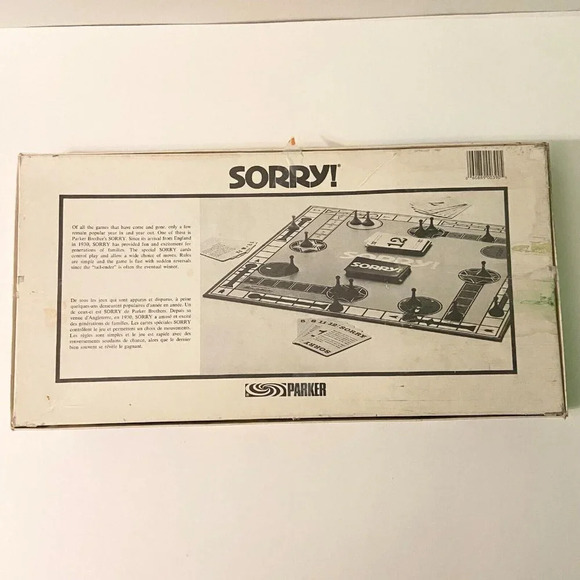 SORRY!®
Of all the games that have come and gone, only a few
remain popular year in and year out. One of these is
Parker Brother's SORRY. Since its arrival from England
in 1930, SORRY has provided fun and excitement for
generations of families. The special SORRY cards
control play and allow a wide choice of moves. Rules
are simple and the game is fast with sudden reversals
since the "tail-ender" is often the eventual winner.
De tous les jeux qui sont apparus et disparus, à peine
quelques-uns demeurent populaires d'année en année. Un
de ceux-ci est SORRY de Parker Brothers. Depuis sa
venue d'Angleterre, en 1930, SORRY a amusé et excité
des générations de familles. Les cartes spéciales SORRY
contrôlent le jeu et permettent un choix de mouvements.
Les règles sont simples et le jeu est rapide avec des
renversements soudains de chance, alors que le dernier
bien souvent se révèle le gagnant.
12
SORRY!
SORRY
PARKER